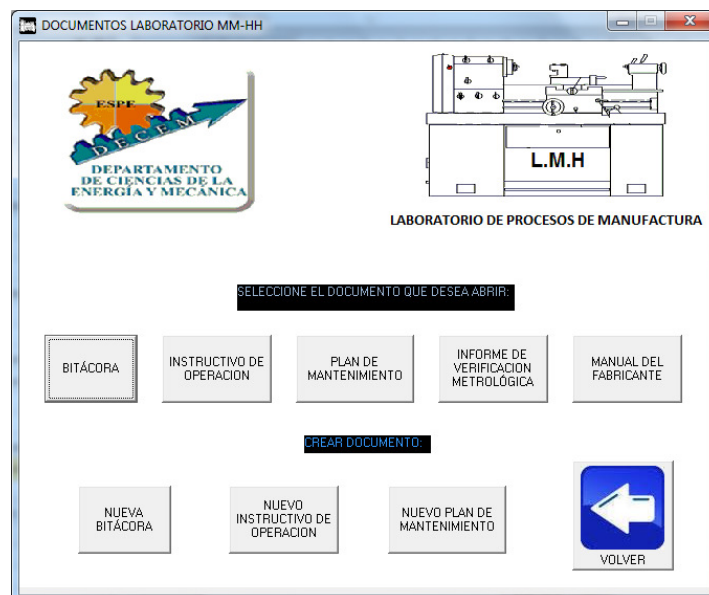 DOCUMENTOS LABORATORIO MM-HH
ESPE
DECEM
DEPARTAMENTO
DE CIENCIAS DE LA
ENERGÍA Y MECÁNICA
L.M.H
LABORATORIO DE PROCESOS DE MANUFACTURA
SELECCIONE EL DOCUMENTO QUE DESEA ABRIR:
BITÁCORA
INSTRUCTIVO DE
OPERACION
PLAN DE
MANTENIMIENTO
INFORME DE
VERIFICACION
METROLÓGICA
MANUAL DEL
FABRICANTE
CREAR DOCUMENTO:
NUEVA
BITÁCORA
NUEVO
INSTRUCTIVO DE
OPERACION
NUEVO PLAN DE
MANTENIMIENTO
VOLVER